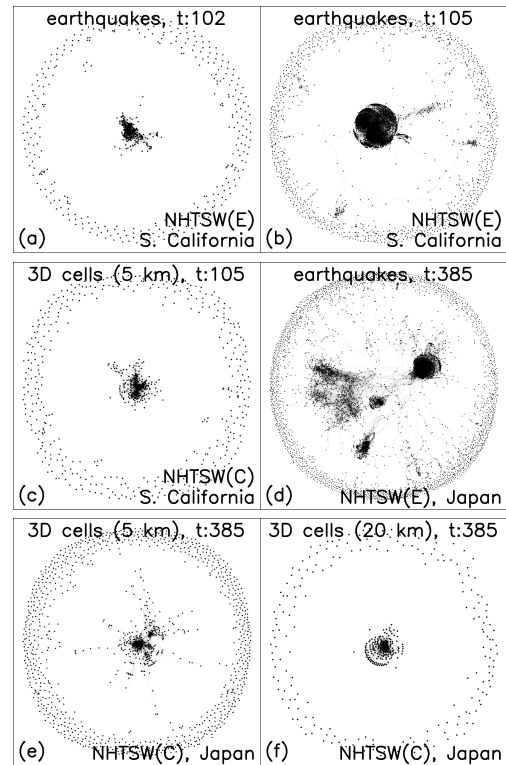 earthquakes, t:102
NHTSW(E)
(a) S. California
earthquakes, t:105
NHTSW(E)
(b) S. California
3D cells (5 km), t:105
NHTSW(C)
(c) S. California
earthquakes, t:385
(d) NHTSW(E), Japan
3D cells (5 km), t:385
(e) NHTSW(C), Japan
3D cells (20 km), t:385
(f) NHTSW(C), Japan